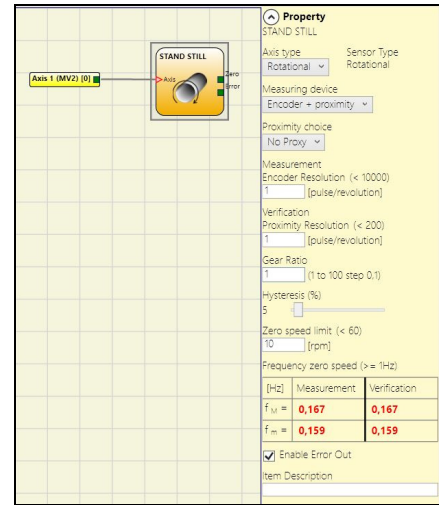 Property
STAND STILL
Axis type Sensor Type
Rotational Rotational
Measuring device
Encoder + proximity
Proximity choice
No Proxy
Measurement
Encoder Resolution (< 10000)
1 [pulse/revolution]
Verification
Proximity Resolution (< 200)
1 [pulse/revolution]
Gear Ratio
1 (1 to 100 step 0,1)
Hysteresis (%)
5
Zero speed limit (< 60)
10 [rpm]
Frequency zero speed (>= 1Hz)
[Hz] Measurement Verification
f M = 0,167 0,167
f m = 0,159 0,159
Enable Error Out
Item Description
STAND STILL
Axis 1 (MV2) [0]
Axis
Zero
Error